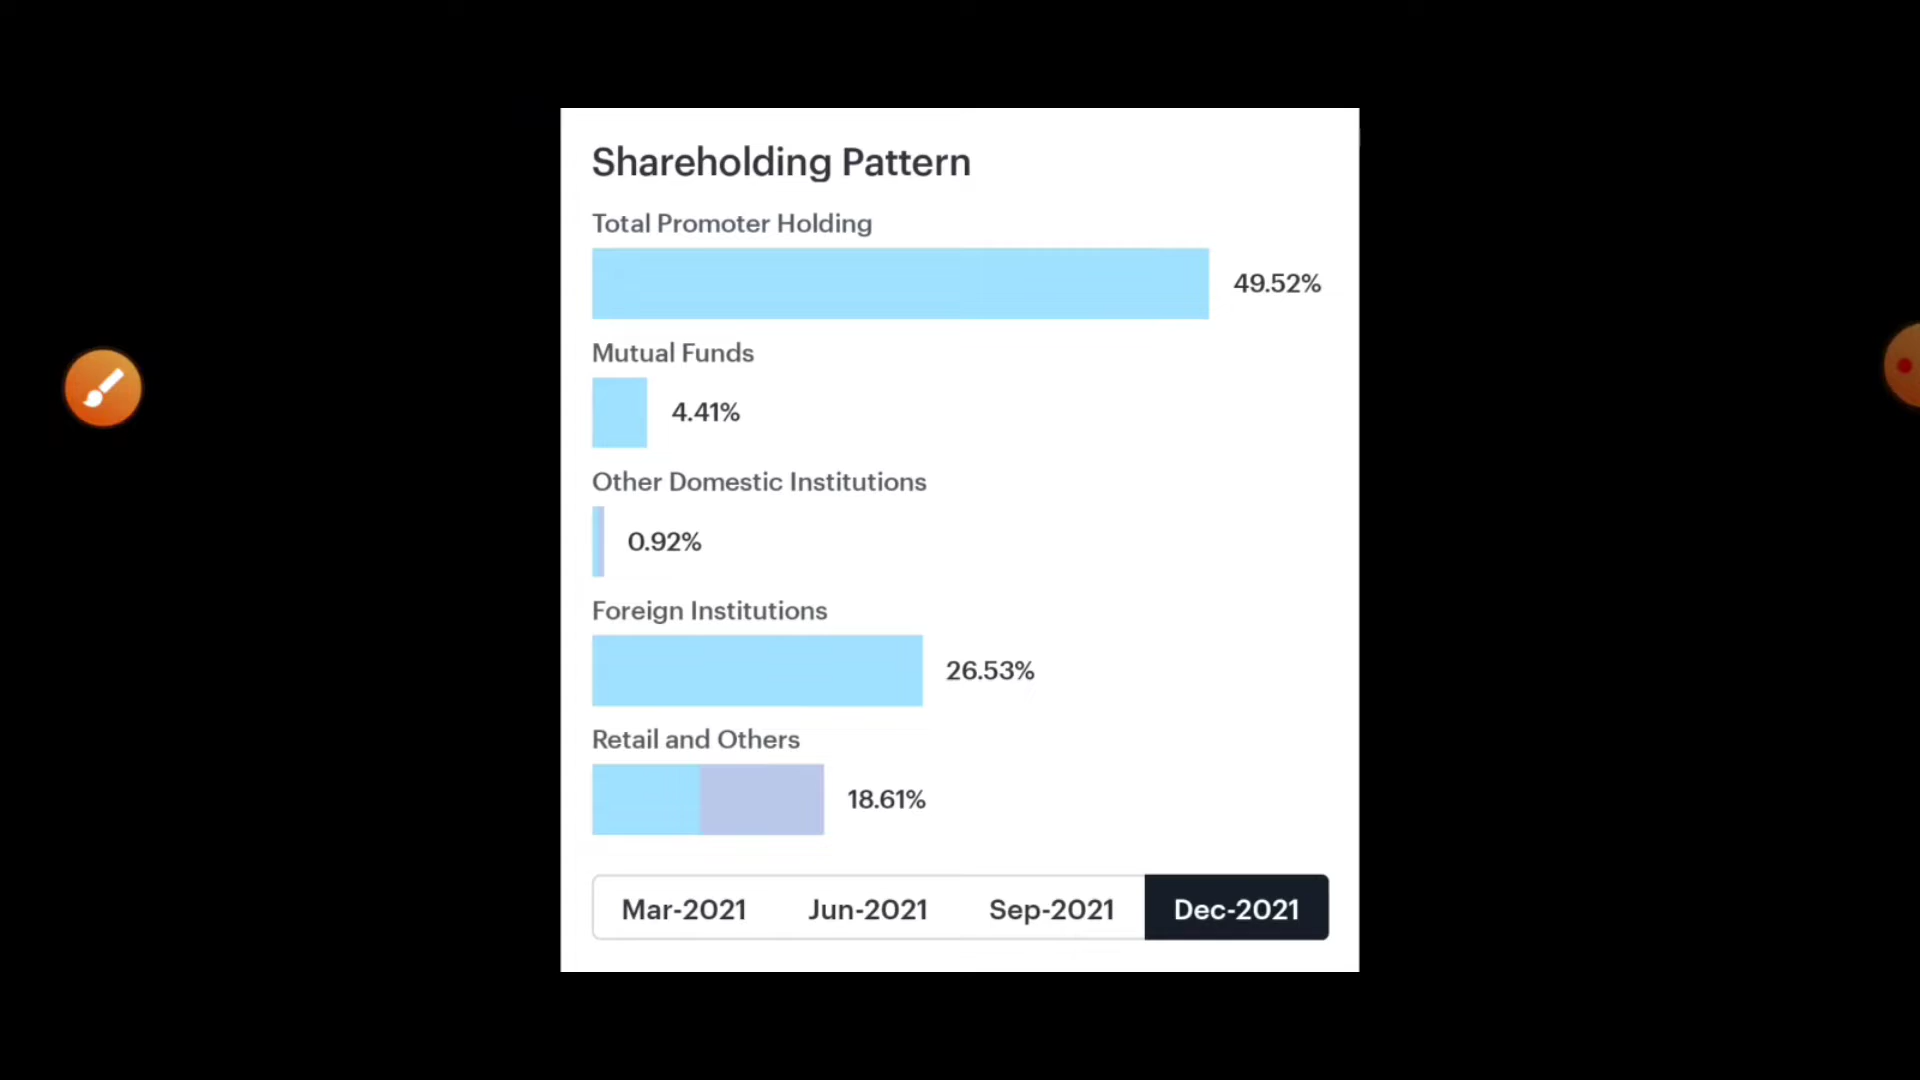 Shareholding Pattern
Total Promoter Holding
49.52%
Mutual Funds
4.41%
Other Domestic Institutions
0.92%
Foreign Institutions
26.53%
Retail and Others
18.61%
Mar-2021 Jun-2021 Sep-2021 Dec-2021